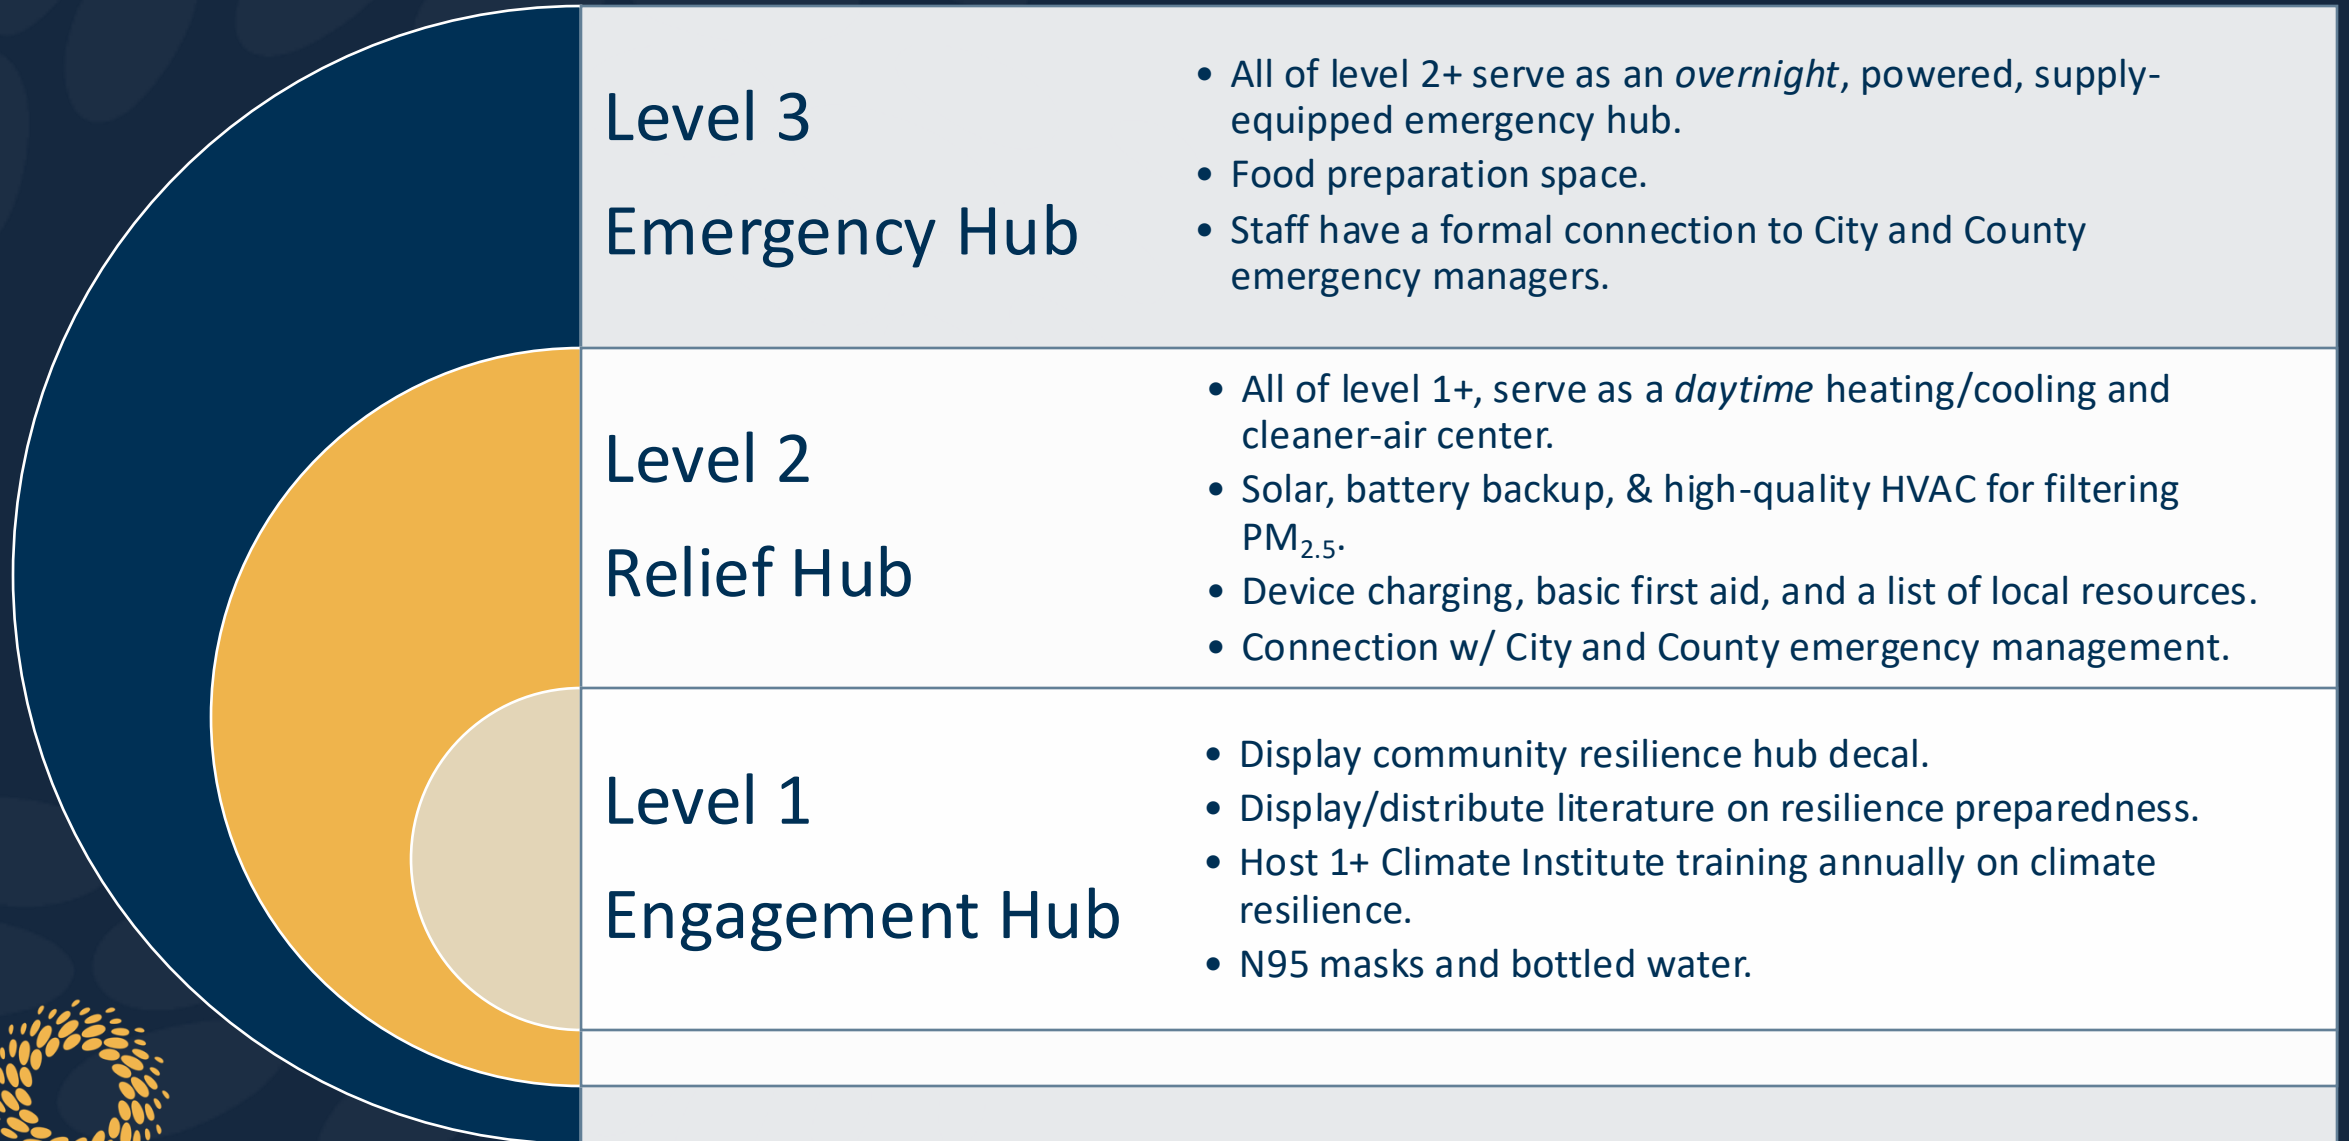 Level 3
Emergency Hub
• All of level 2+ serve as an overnight, powered, supply-
equipped emergency hub.
• Food preparation space.
• Staff have a formal connection to City and County
emergency managers.
Level 2
Relief Hub
• All of level 1+, serve as a daytime heating/cooling and
cleaner-air center.
• Solar, battery backup, & high-quality HVAC for filtering
PM2.5.
• Device charging, basic first aid, and a list of local resources.
• Connection w/ City and County emergency management.
Level 1
Engagement Hub
• Display community resilience hub decal.
• Display/distribute literature on resilience preparedness.
• Host 1+ Climate Institute training annually on climate
resilience.
• N95 masks and bottled water.